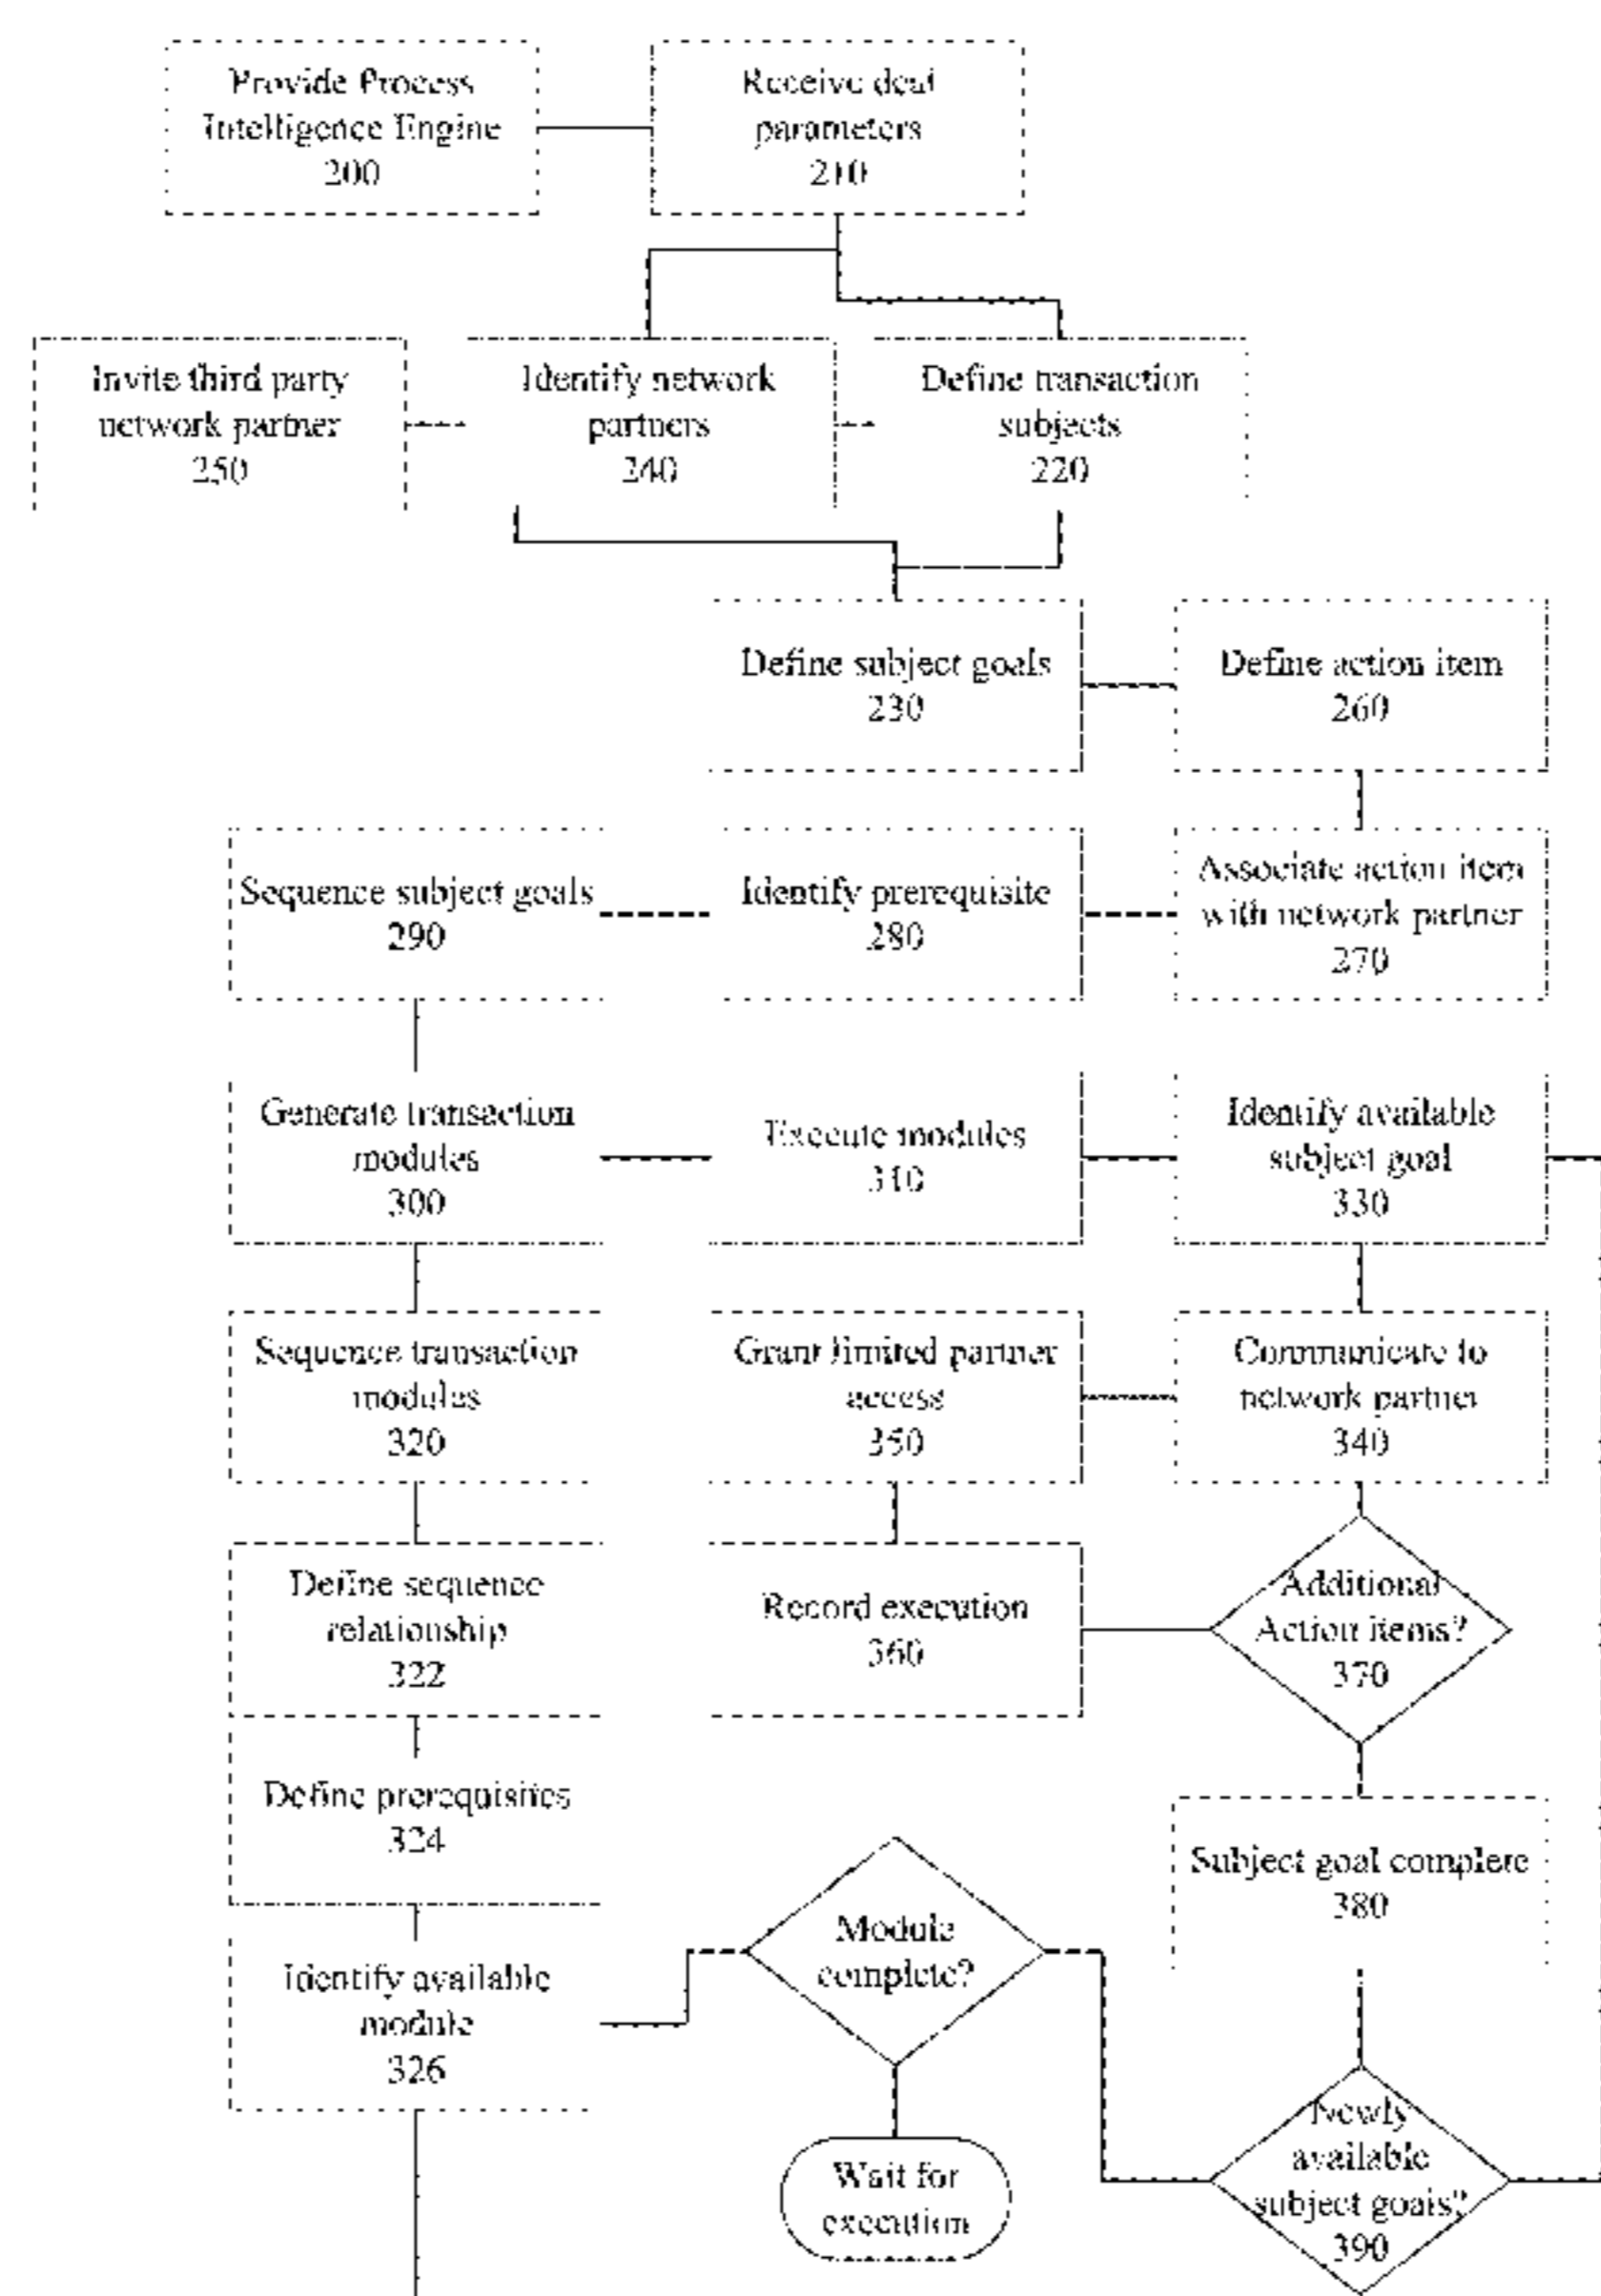 Provide Process
Intelligence Engine
200
Receive deal
parameters
210
Invite third party
network partner
250
Identify network
partners
240
Define transaction
subjects
220
Define subject goals
230
Define action item
260
Sequence subject goals
290
Identify prerequisite
280
Associate action item
with network partner
270
Generate transaction
modules
300
Execute modules
310
Identify available
subject goal
330
Sequence transaction
modules
320
Grant limited partner
access
350
Communicate to
network partner
340
Define sequence
relationship
322
Record execution
360
Additional
Action items?
370
Define prerequisites
324
Subject goal complete
380
Identify available
module
326
Module
complete?
Wait for
execution
Newly
available
subject goals?
390